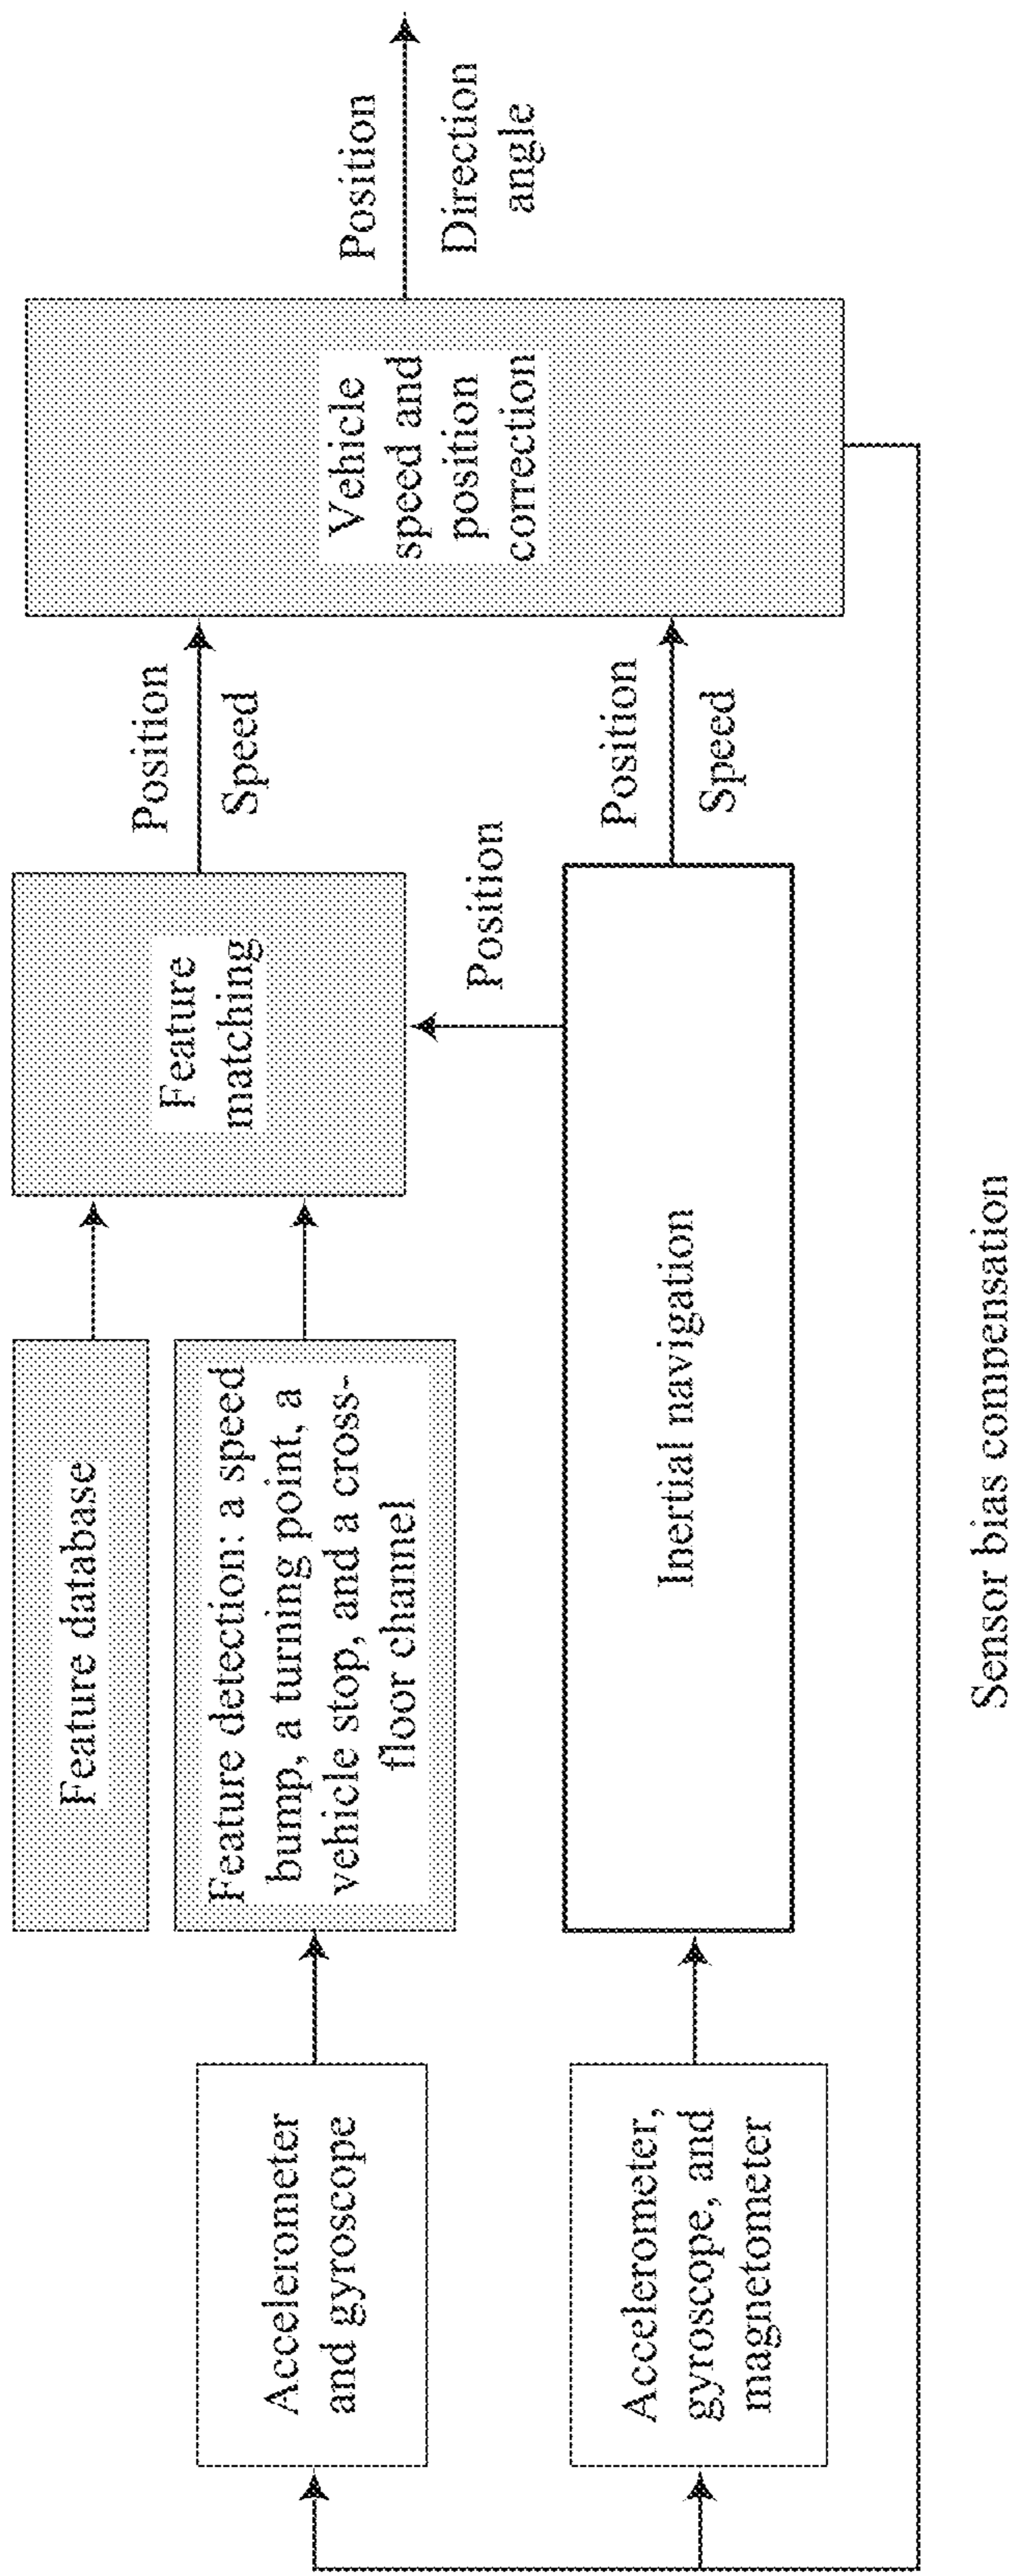 Feature database
Accelerometer
and gyroscope
Feature detection: a speed
bump, a turning point, a
vehicle stop, and a cross-
floor channel
Feature
matching
Position
Speed
Vehicle
speed and
position
correction
Position
Direction
angle
Position
Accelerometer,
gyroscope, and
magnetometer
Inertial navigation
Position
Speed
Sensor bias compensation